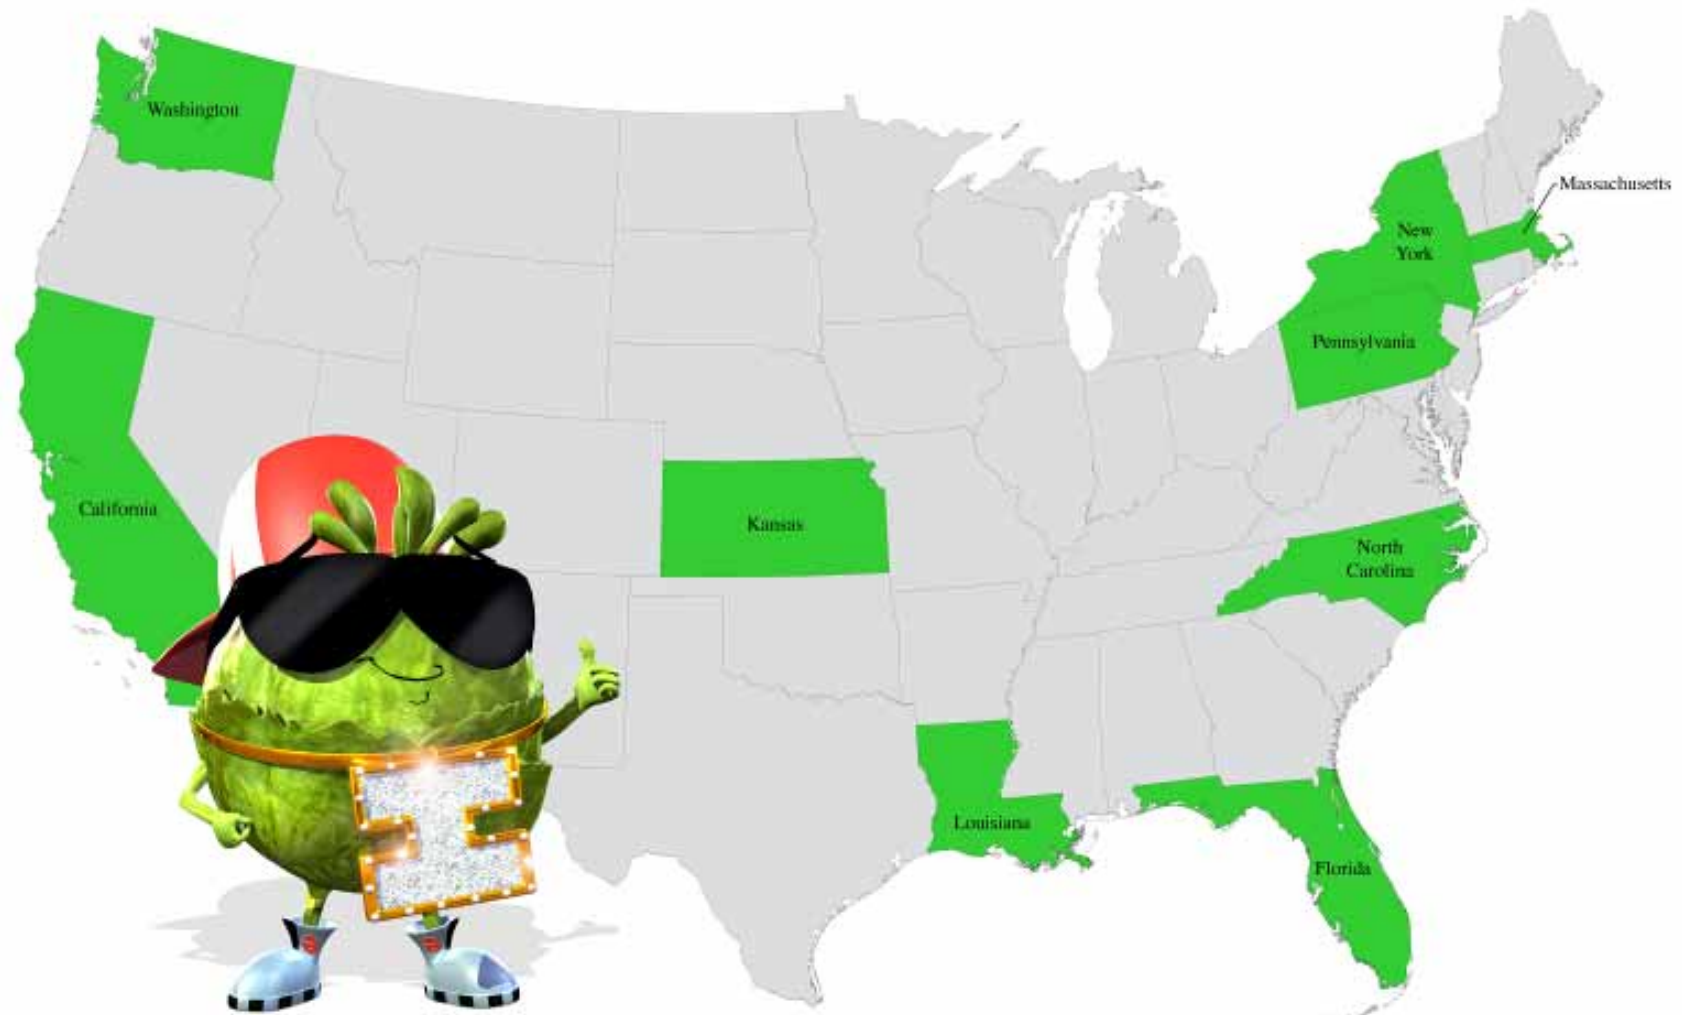 Washington
Massachusetts
New
York
Pennsylvania
California
Kansas
North
Carolina
Louisiana
Florida
I